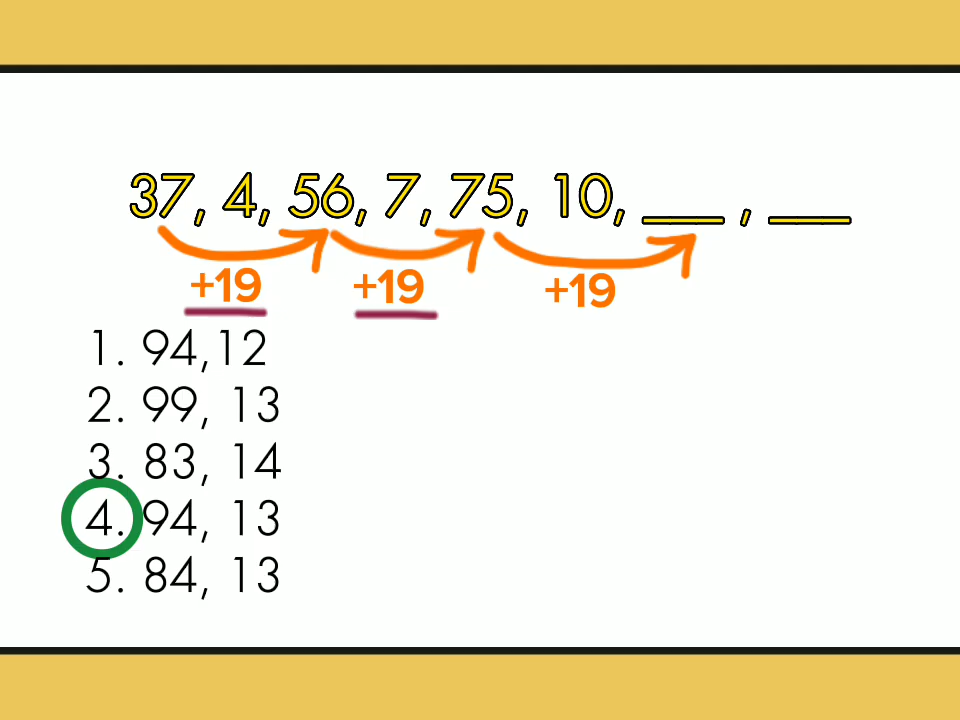 37, 4, 56, 7, 75, 10, ___ , ___
+19 +19 +19
1. 94,12
2. 99, 13
3. 83, 14
4. 94, 13
5. 84, 13